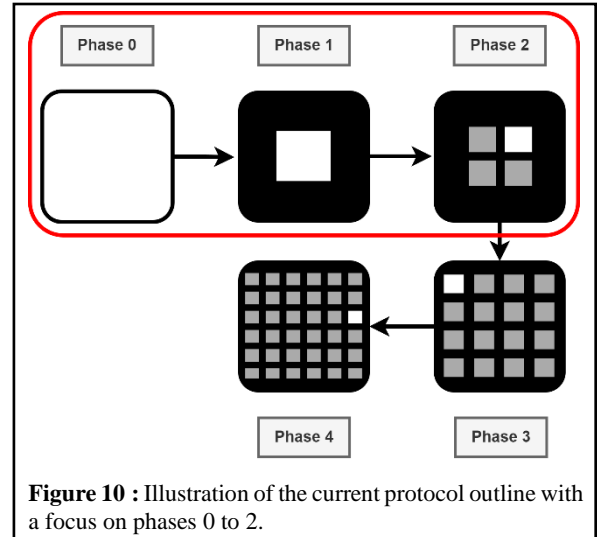 Phase 0
Phase 1
Phase 2
Phase 4
Phase 3
Figure 10 : Illustration of the current protocol outline with
a focus on phases 0 to 2.